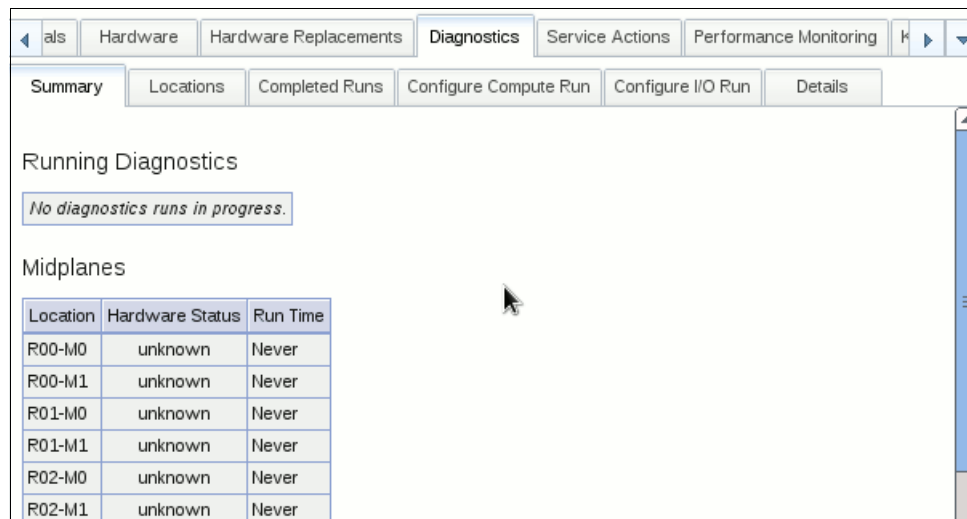 als Hardware Hardware Replacements Diagnostics Service Actions Performance Monitoring
Summary Locations Completed Runs Configure Compute Run Configure I/O Run Details
Running Diagnostics
No diagnostics runs in progress.
Midplanes
Location Hardware Status Run Time
R00-M0 unknown Never
R00-M1 unknown Never
R01-M0 unknown Never
R01-M1 unknown Never
R02-M0 unknown Never
R02-M1 unknown Never